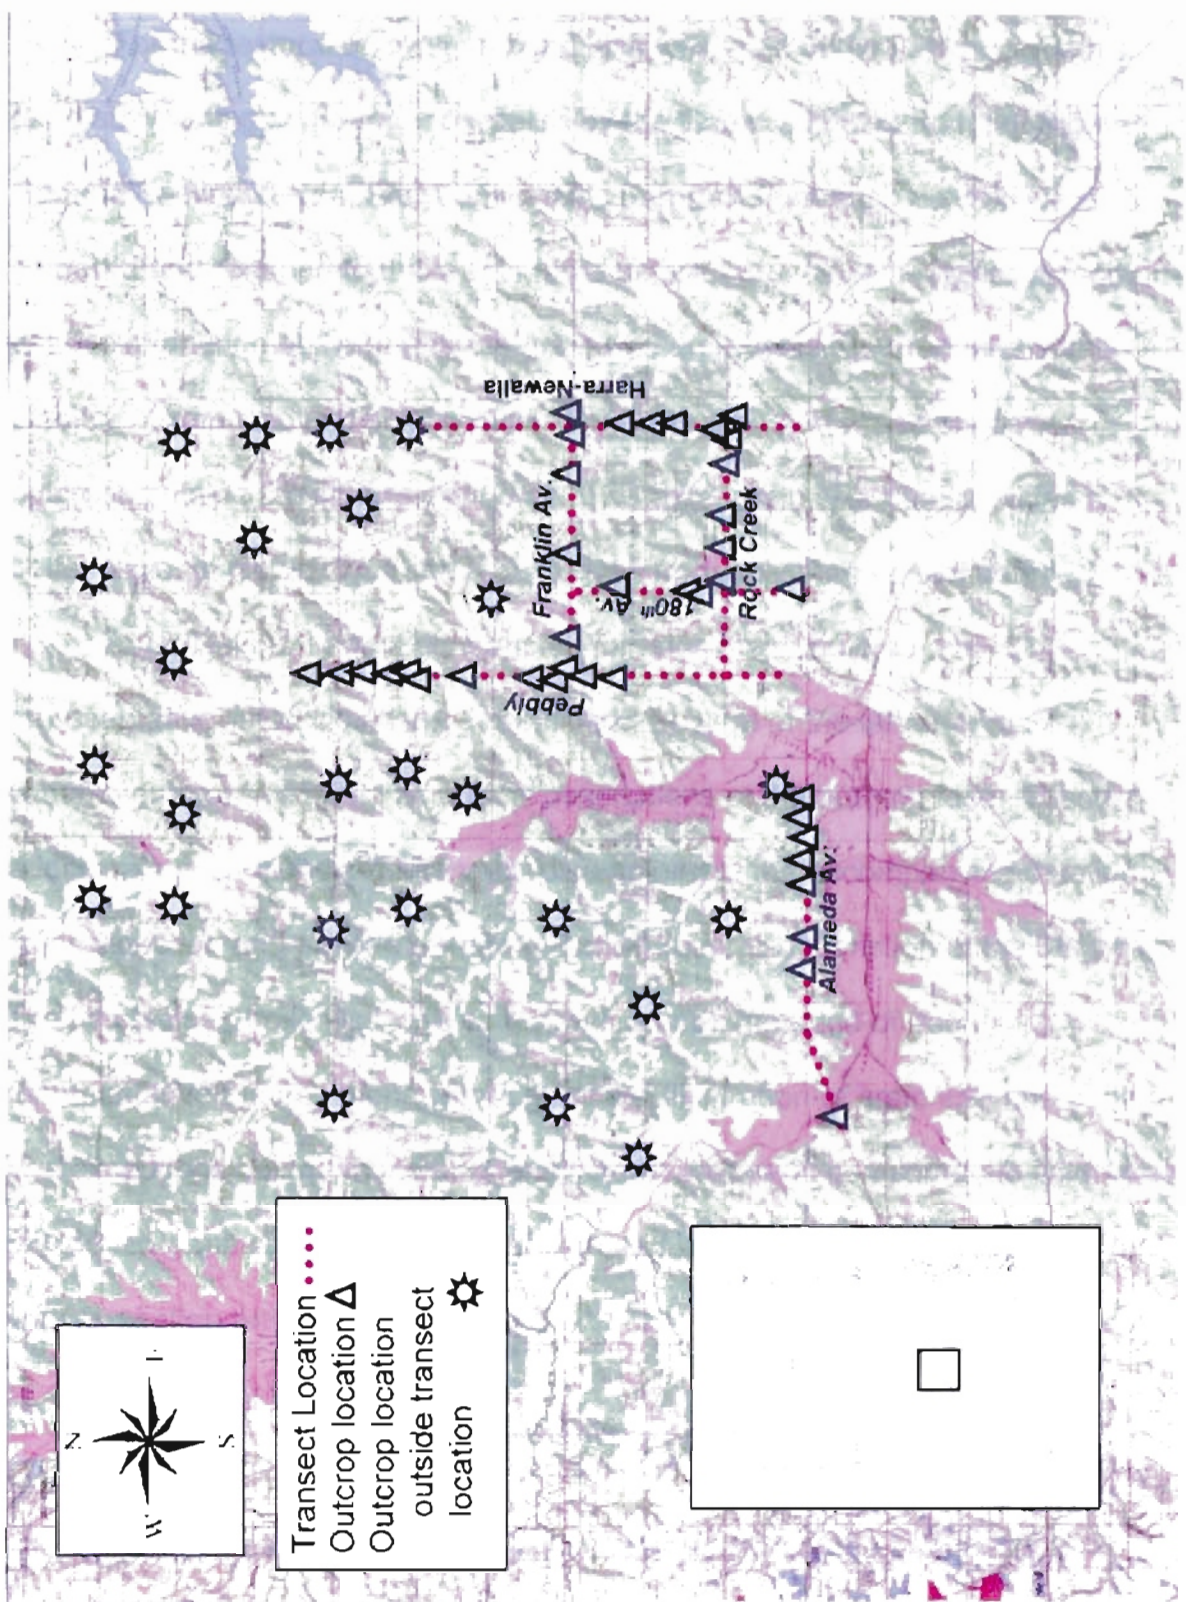 N
W
E
S
Transect Location
Outcrop location
Outcrop location
outside transect
location
Harra-Newalla
Franklin Av.
180th Av.
Rock Creek
Pebbly
Alameda Av.